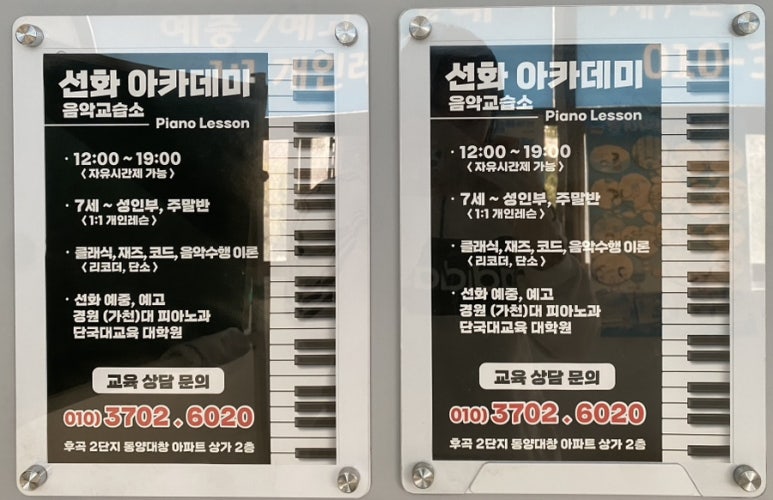 선화 아카데미
음악교습소
Piano Lesson
· 12:00 ~ 19:00
< 자유시간제 가능 >
· 7세 ~ 성인부, 주말반
< 1:1 개인레슨 >
· 클래식, 재즈, 코드, 음악수행 이론
< 리코더, 단소 >
· 선화 예중, 예고
경원 (가천)대 피아노과
단국대교육 대학원
교육 상담 문의
010) 3702 . 6020
후곡 2단지 동양대창 아파트 상가 2층
선화 아카데미
음악교습소
Piano Lesson
· 12:00 ~ 19:00
< 자유시간제 가능 >
· 7세 ~ 성인부, 주말반
< 1:1 개인레슨 >
· 클래식, 재즈, 코드, 음악수행 이론
< 리코더, 단소 >
· 선화 예중, 예고
경원 (가천)대 피아노과
단국대교육 대학원
교육 상담 문의
010) 3702 . 6020
후곡 2단지 동양대창 아파트 상가 2층